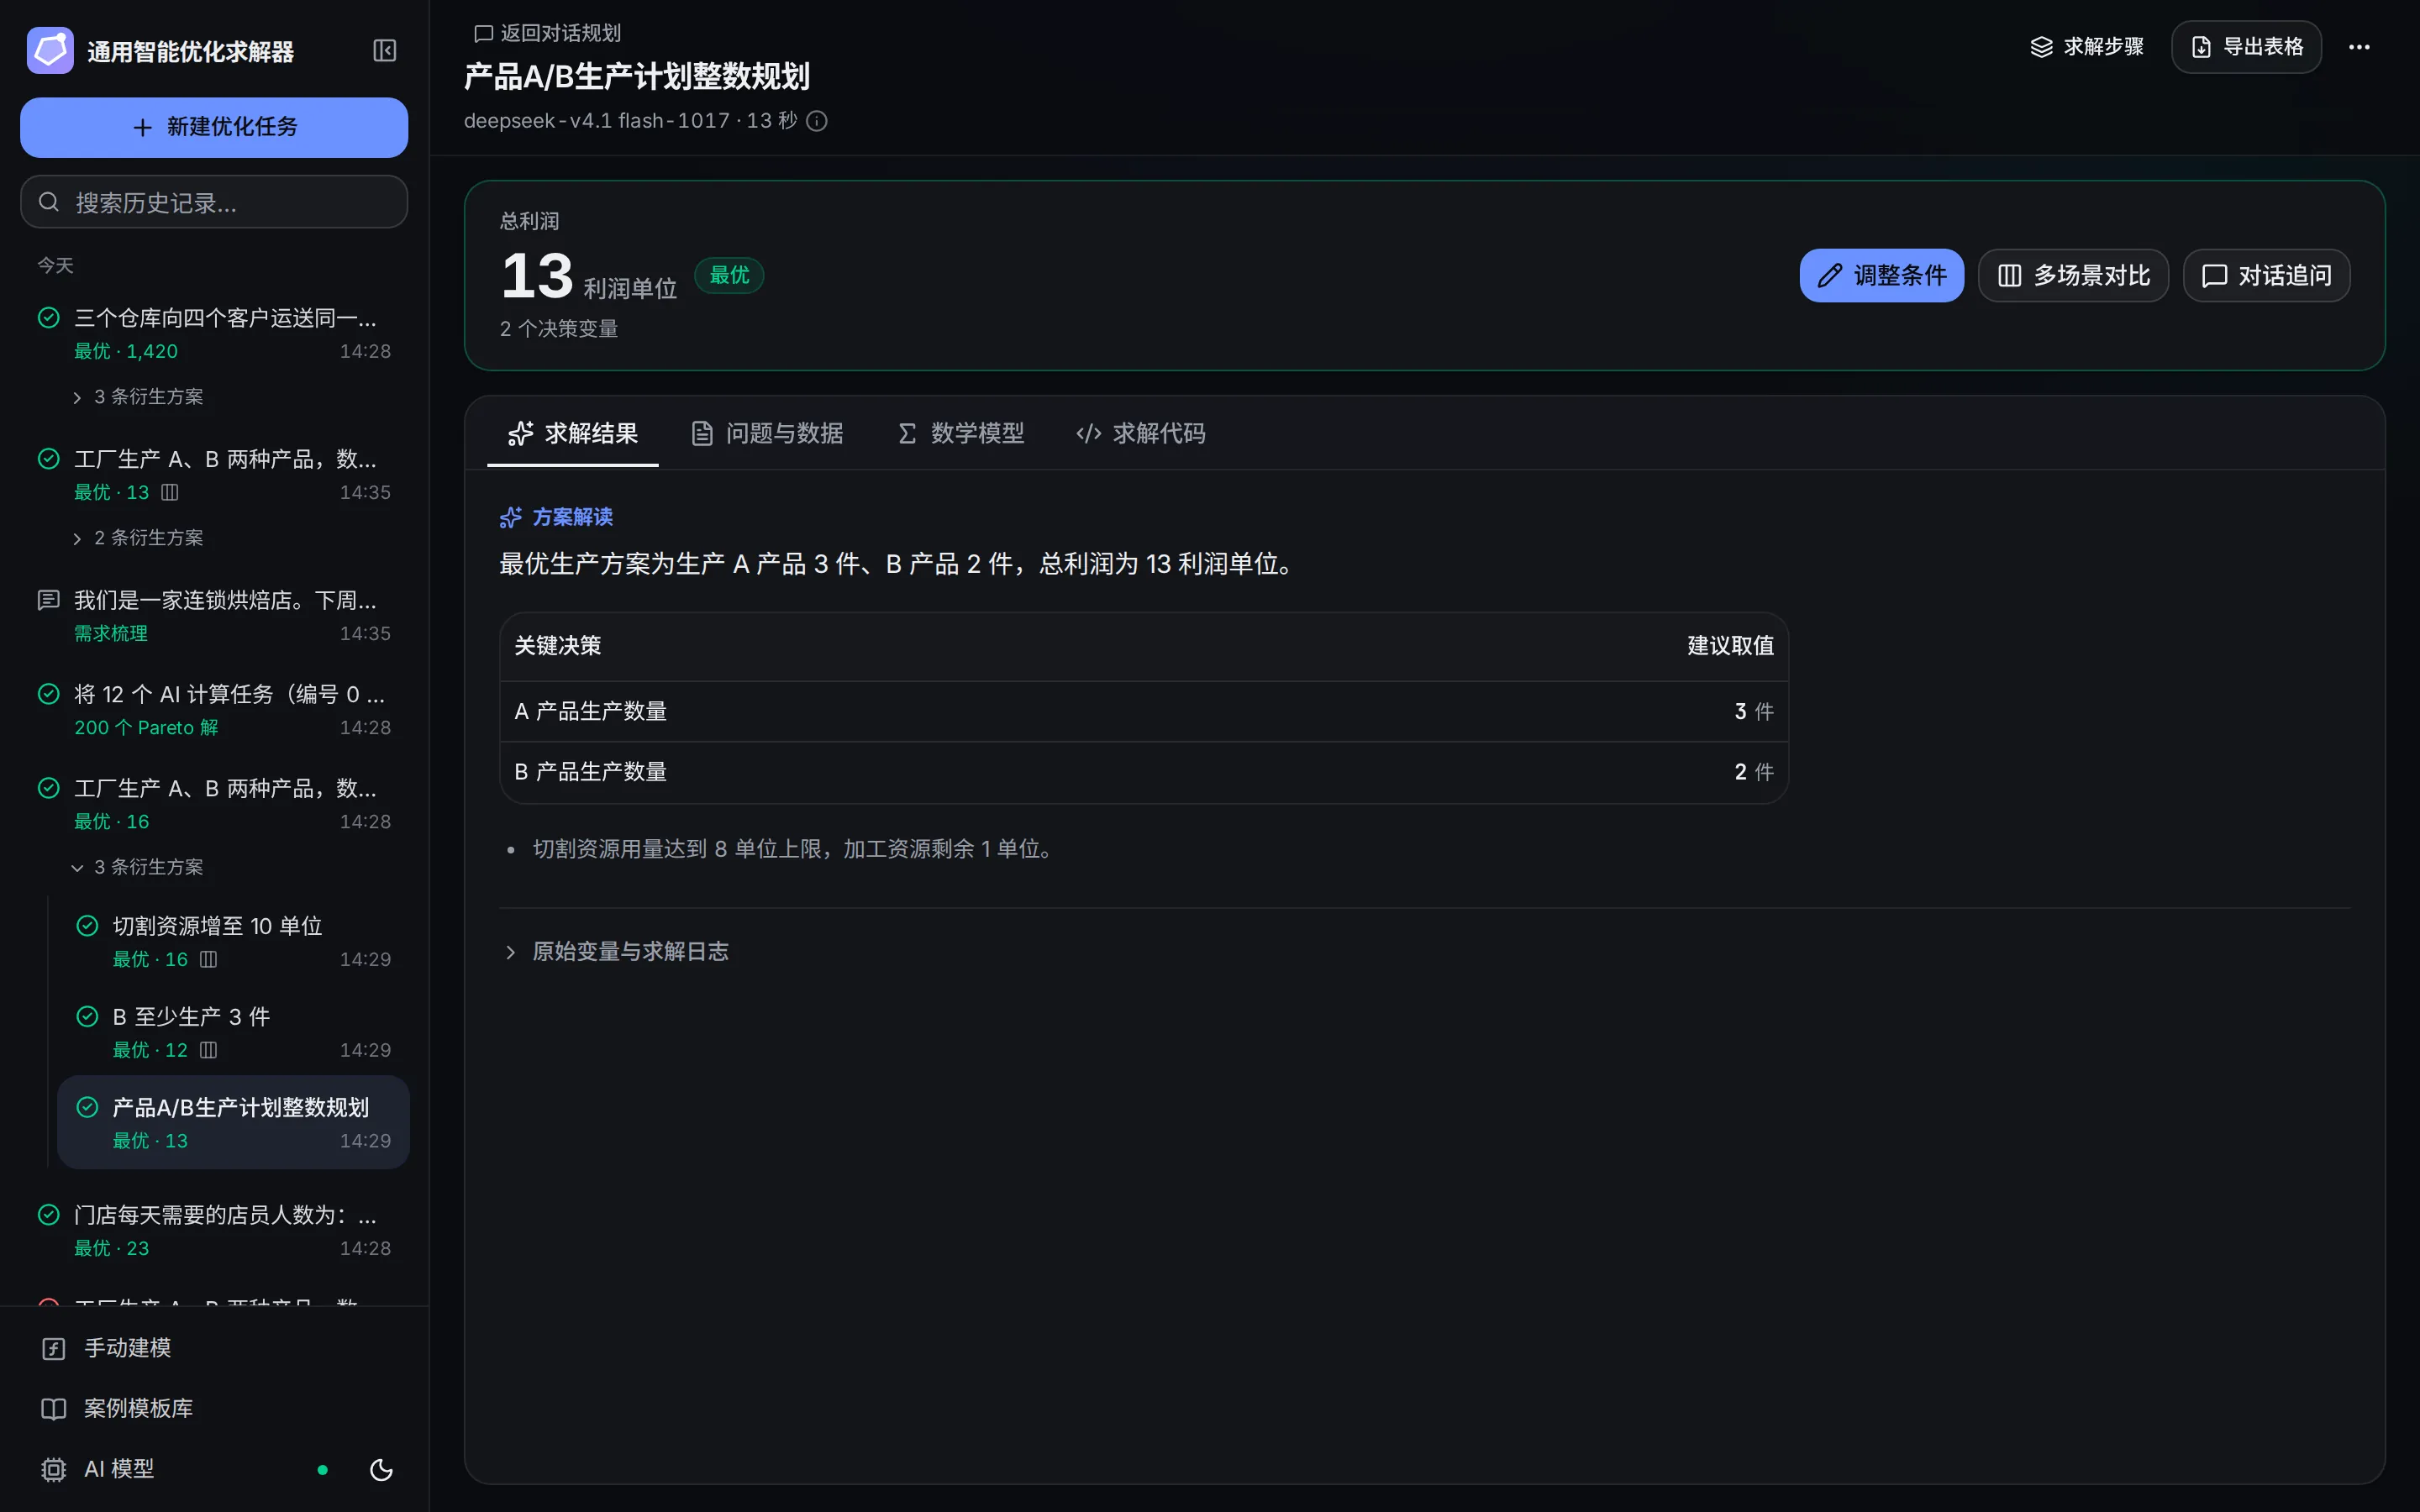 通用智能优化求解器
新建优化任务
搜索历史记录...
今天
三个仓库向四个客户运送同一...
最优 · 1,420 14:28
3 条衍生方案
工厂生产 A、B 两种产品，数...
最优 · 13 14:35
2 条衍生方案
我们是一家连锁烘焙店。下周...
需求梳理 14:35
将 12 个 AI 计算任务（编号 0 ...
200 个 Pareto 解 14:28
工厂生产 A、B 两种产品，数...
最优 · 16 14:28
3 条衍生方案
切割资源增至 10 单位
最优 · 16 14:29
B 至少生产 3 件
最优 · 12 14:29
产品A/B生产计划整数规划
最优 · 13 14:29
门店每天需要的店员人数为：...
最优 · 23 14:28
工厂生产 A、B 两种产品，数...
手动建模
案例模板库
AI 模型
返回对话规划
产品A/B生产计划整数规划
deepseek-v4.1 flash-1017 · 13 秒
求解步骤
导出表格
总利润
13 利润单位 最优
2 个决策变量
调整条件
多场景对比
对话追问
求解结果
问题与数据
数学模型
求解代码
方案解读
最优生产方案为生产 A 产品 3 件、B 产品 2 件，总利润为 13 利润单位。
关键决策 建议取值
A 产品生产数量 3 件
B 产品生产数量 2 件
切割资源用量达到 8 单位上限，加工资源剩余 1 单位。
原始变量与求解日志